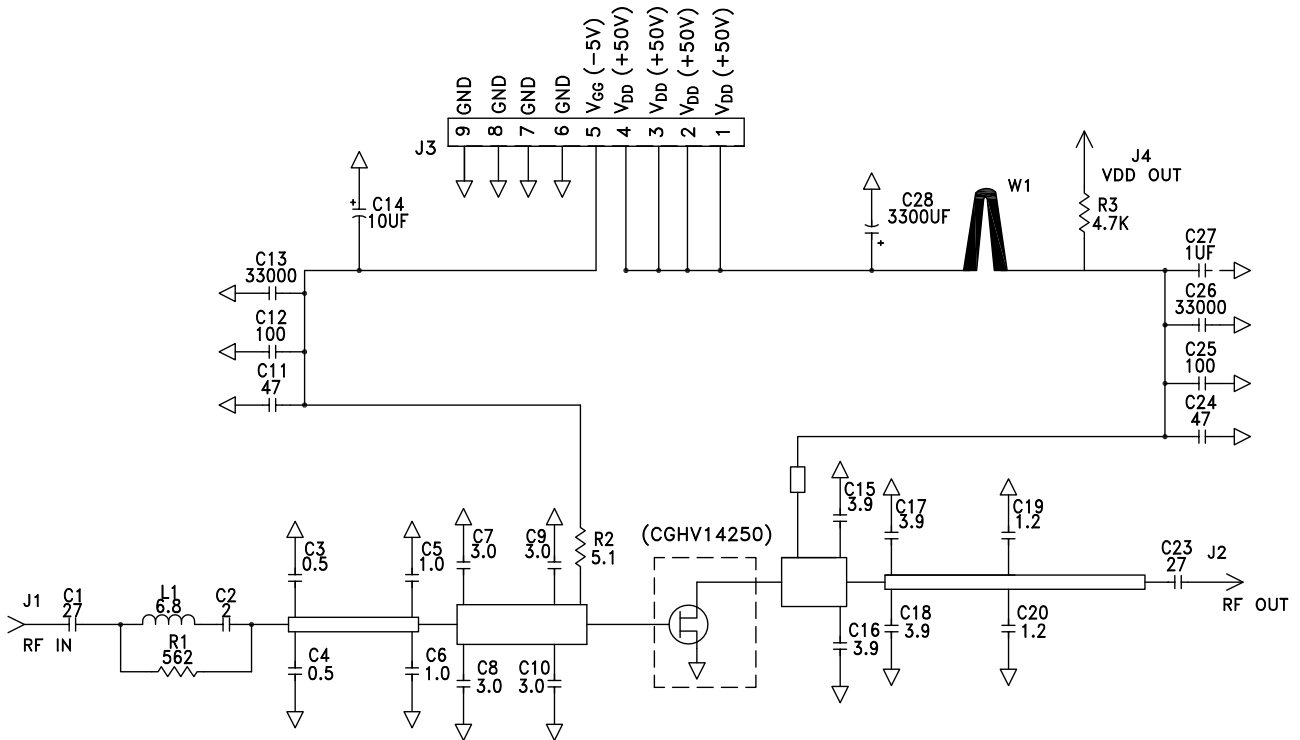 VGG (-5V)
VDD (+50V)
VDD (+50V)
VDD (+50V)
VDD (+50V)
GND
GND
GND
GND
9
8
7
6
5
4
3
2
1
J3
C14
10UF
+
C28
3300UF
+
W1
J4
VDD OUT
R3
4.7K
C13
33000
C12
100
C11
47
C27
1UF
C26
33000
C25
100
C24
47
C3
0.5
C5
1.0
C7
3.0
C9
3.0
R2
5.1
(CGHV14250)
C15
3.9
C17
3.9
C19
1.2
C23
27
J2
RF OUT
J1
RF IN
C1
27
L1
6.8
C2
2
R1
562
C4
0.5
C6
1.0
C8
3.0
C10
3.0
C16
3.9
C18
3.9
C20
1.2